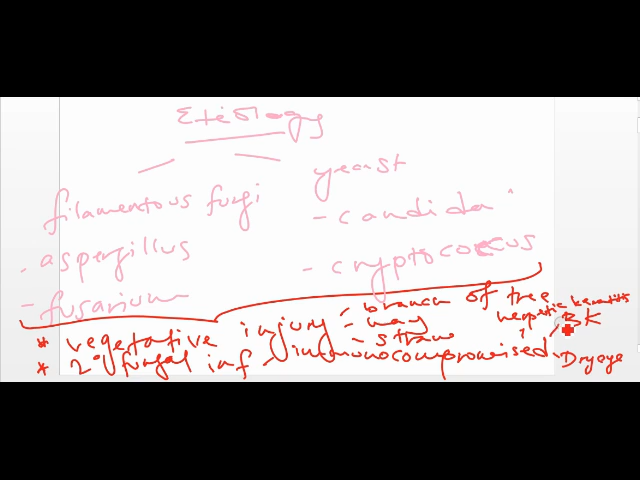 Etiology
filamentous fungi
yeast
- candida
- aspergillus
- cryptococcus
- fusarium
* vegetative injury - branch of tree
- hay
- straw
herpetic keratitis
BK
* 2° fungal inf - immunocompromised
- Dry eye